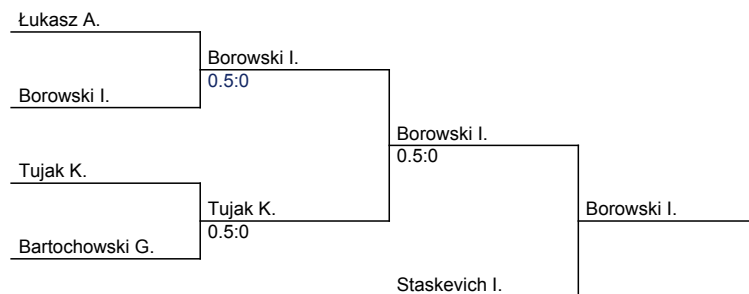 Łukasz A.
Borowski I.
0.5:0
Borowski I.
Borowski I.
0.5:0
Tujak K.
Tujak K.
0.5:0
Borowski I.
Bartochowski G.
Staskevich I.